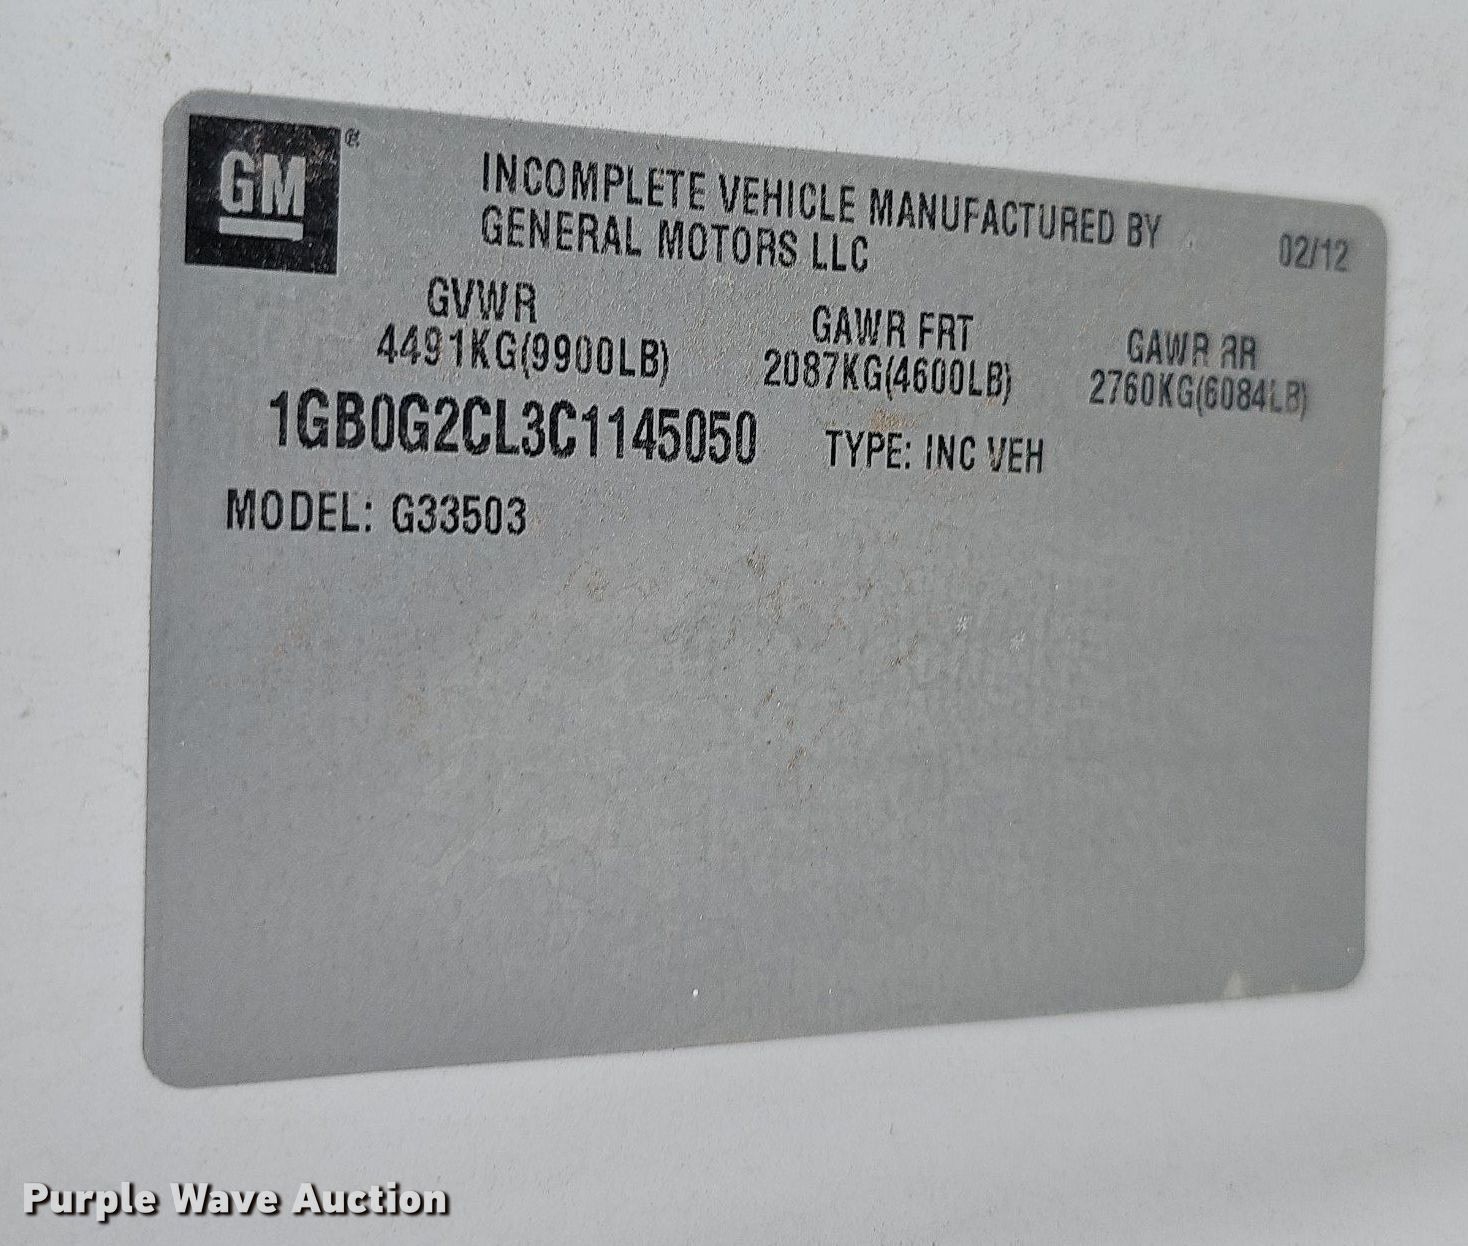 GM®
INCOMPLETE VEHICLE MANUFACTURED BY
GENERAL MOTORS LLC
02/12
GVWR
4491KG(9900LB)
GAWR FRT
2087KG(4600LB)
GAWR RR
2760KG(6084LB)
1GB0G2CL3C1145050
TYPE: INC VEH
MODEL: G33503
Purple Wave Auction